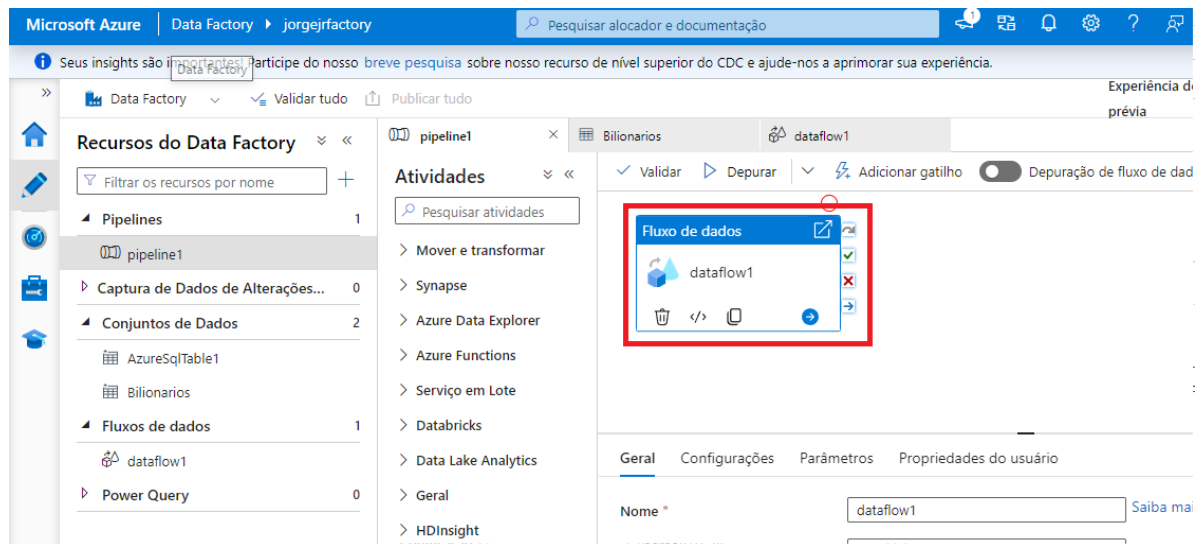 Microsoft Azure
Data Factory
jorgejrfactory
Pesquisar alocador e documentação
1
Seus insights são importantes! Participe do nosso breve pesquisa sobre nosso recurso de nível superior do CDC e ajude-nos a aprimorar sua experiência.
Data Factory
Data Factory
Validar tudo
Publicar tudo
Experiência de
prévia
Recursos do Data Factory
Filtrar os recursos por nome
Pipelines 1
pipeline1
Captura de Dados de Alterações... 0
Conjuntos de Dados 2
AzureSqlTable1
Bilionarios
Fluxos de dados 1
dataflow1
Power Query 0
pipeline1
Bilionarios
dataflow1
Atividades
Pesquisar atividades
Mover e transformar
Synapse
Azure Data Explorer
Azure Functions
Serviço em Lote
Databricks
Data Lake Analytics
Geral
HDInsight
Validar
Depurar
Adicionar gatilho
Depuração de fluxo de dad
Fluxo de dados
dataflow1
Geral
Configurações
Parâmetros
Propriedades do usuário
Nome *
dataflow1
Saiba mai